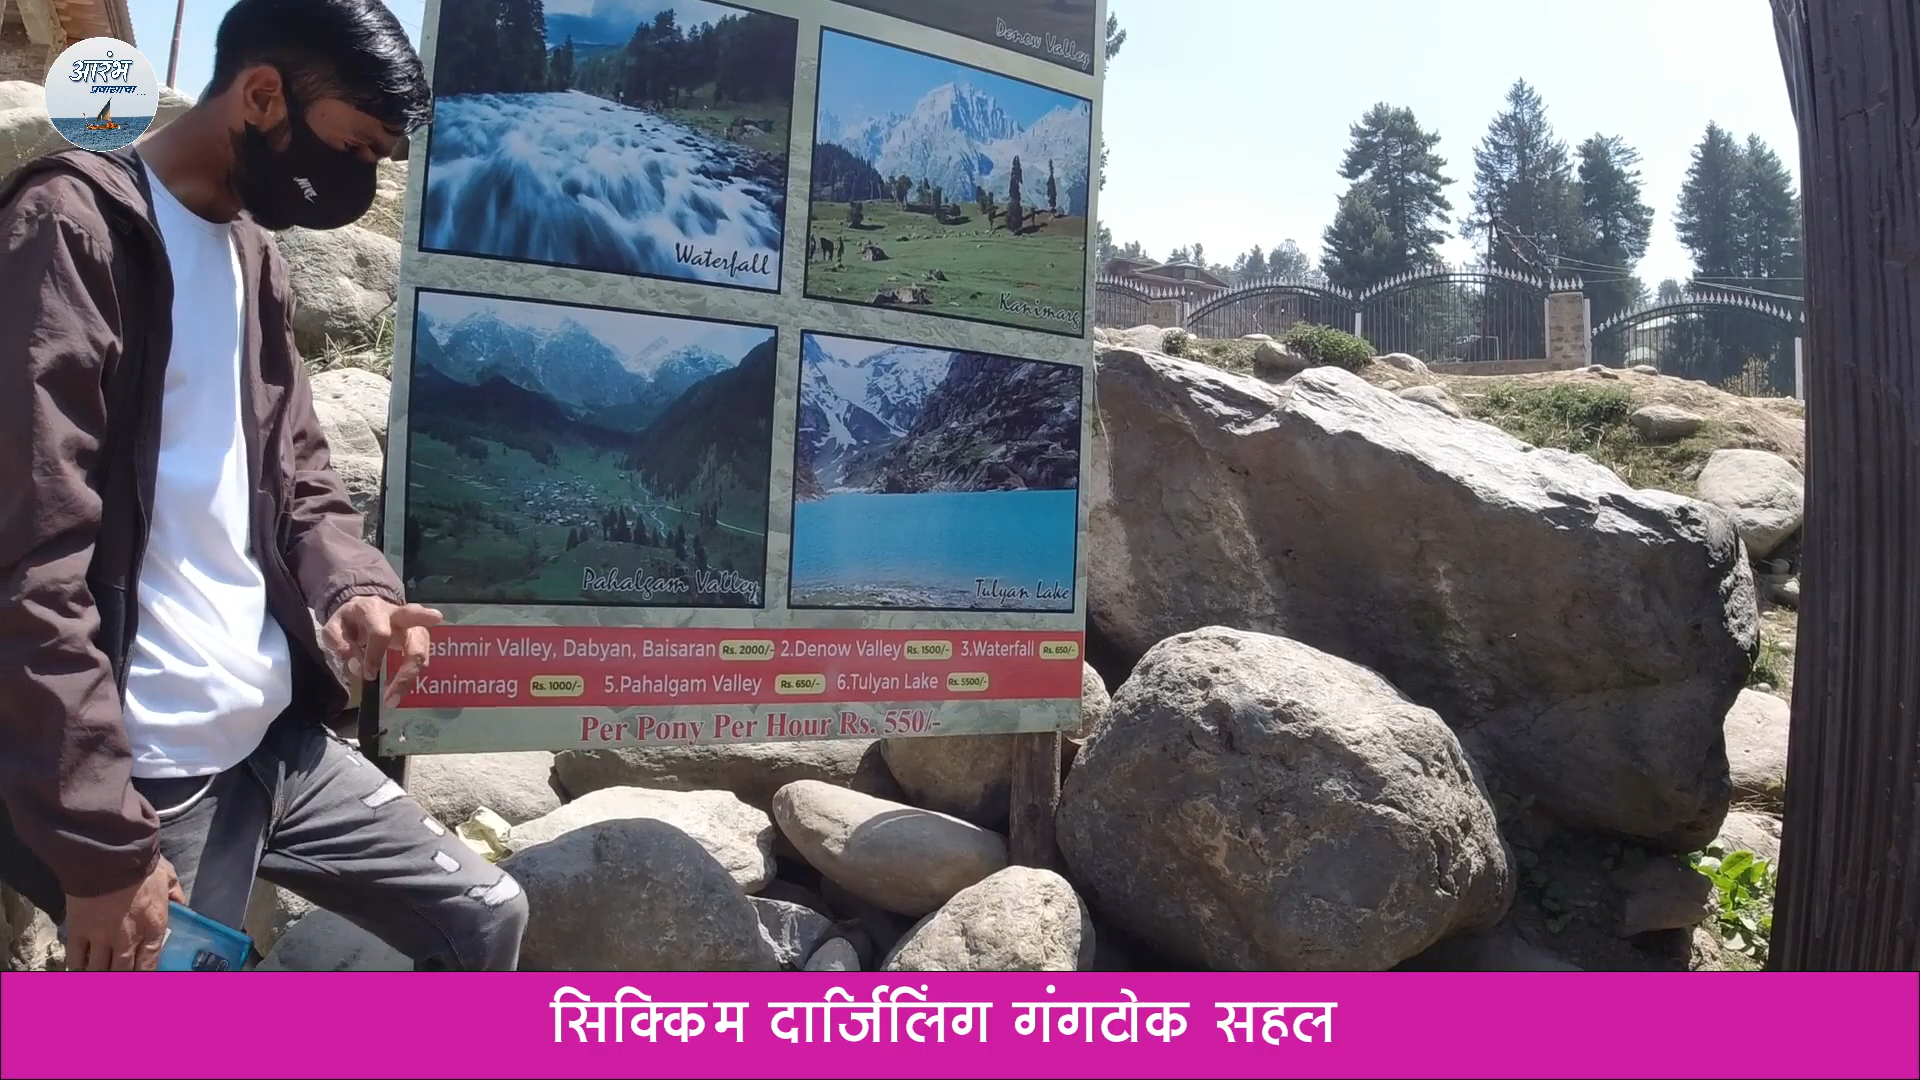 आरंभ
प्रवासाचा...
Denow Valley
Waterfall
Kanimarg
Pahalgam Valley
Tulyan Lake
ashmir Valley, Dabyan, Baisaran Rs. 2000/- 2.Denow Valley Rs. 1500/- 3.Waterfall Rs. 650/-
.Kanimarag Rs. 1000/- 5.Pahalgam Valley Rs. 650/- 6.Tulyan Lake Rs. 5500/-
Per Pony Per Hour Rs. 550/-
सिक्किम दार्जिलिंग गंगटोक सहल